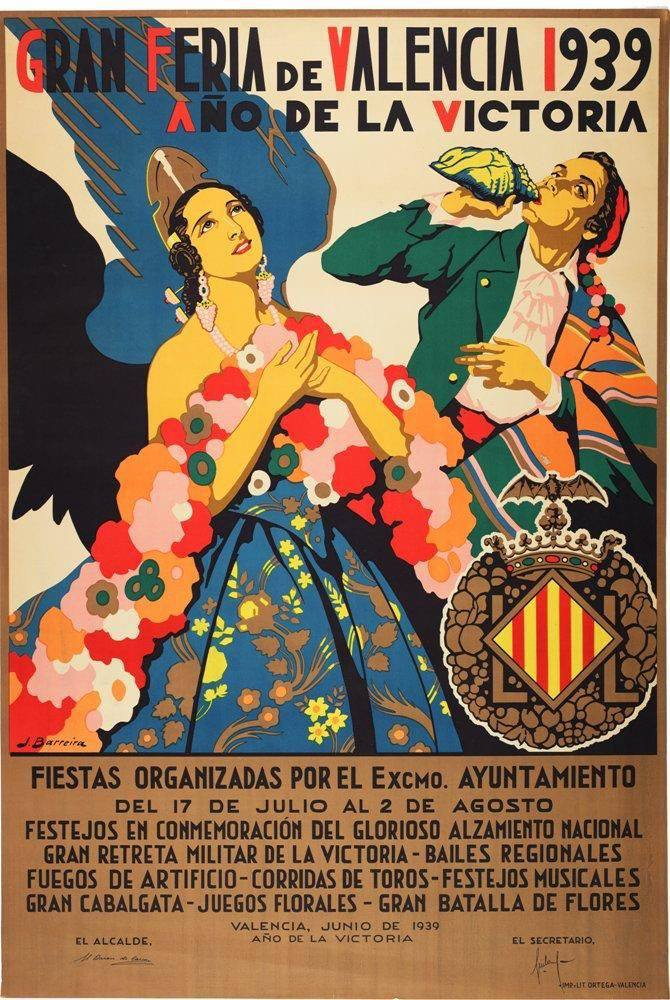 GRAN FERIA DE VALENCIA 1939
AÑO DE LA VICTORIA
L L
J. Barreira
FIESTAS ORGANIZADAS POR EL EXCMO. AYUNTAMIENTO
DEL 17 DE JULIO AL 2 DE AGOSTO
FESTEJOS EN CONMEMORACIÓN DEL GLORIOSO ALZAMIENTO NACIONAL
GRAN RETRETA MILITAR DE LA VICTORIA - BAILES REGIONALES
FUEGOS DE ARTIFICIO - CORRIDAS DE TOROS - FESTEJOS MUSICALES
GRAN CABALGATA - JUEGOS FLORALES - GRAN BATALLA DE FLORES
VALENCIA, JUNIO DE 1939
AÑO DE LA VICTORIA
EL ALCALDE,
EL SECRETARIO,
IMP. LIT. ORTEGA-VALENCIA